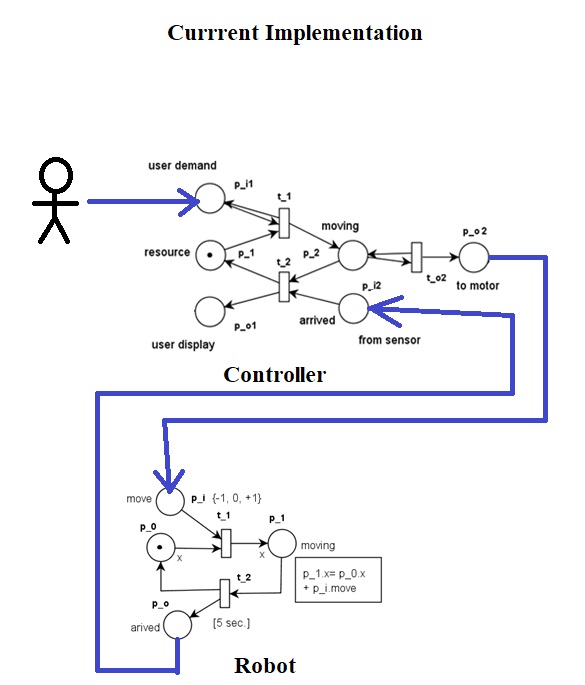 Currrent Implementation
user demand
p_i1
t_1
moving
p_o 2
resource
p_1
p_2
t_2
t_o2
to motor
p_i2
p_o1
arrived
user display
from sensor
Controller
move
p_i {-1, 0, +1}
t_1
p_0
p_1
x
x
moving
t_2
p_1.x= p_0.x
+ p_i.move
p_o
arived
[5 sec.]
Robot